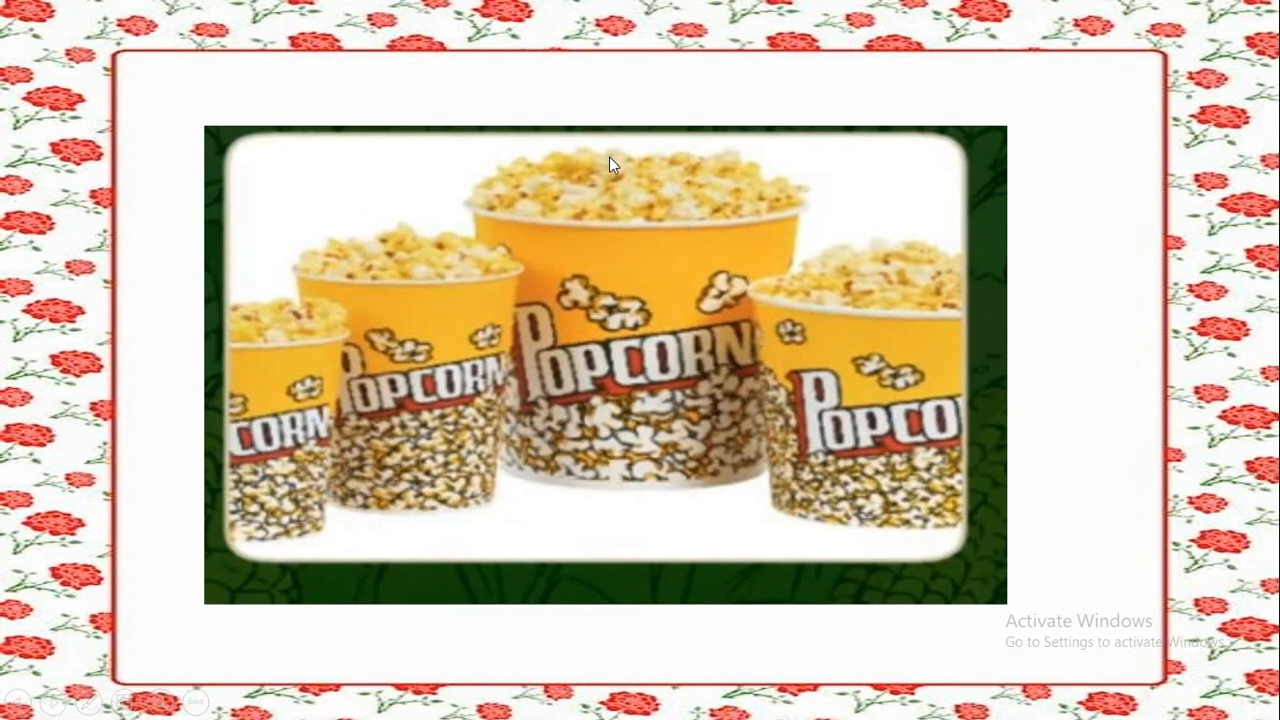 CORN
POPCORN
POPCORN
POPCO
Activate Windows
Go to Settings to activate Windows.